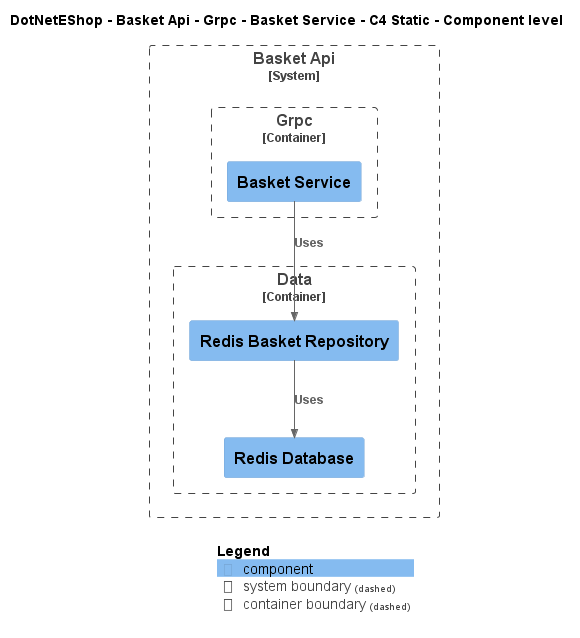 DotNetEShop - Basket Api - Grpc - Basket Service - C4 Static - Component level
Basket Api
[System]
Grpc
[Container]
Basket Service
Uses
Data
[Container]
Redis Basket Repository
Uses
Redis Database
Legend
component
system boundary (dashed)
container boundary (dashed)